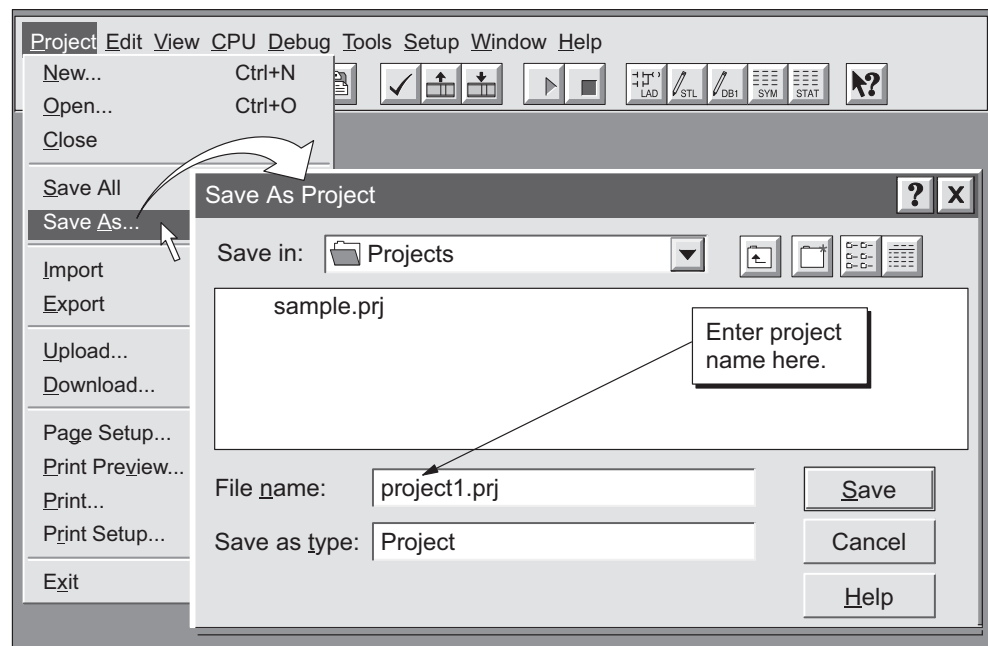 Project Edit View CPU Debug Tools Setup Window Help
New... Ctrl+N
Open... Ctrl+O
Close
LAD STL DB1 SYM STAT
?
Save All
Save As...
Import
Export
Upload...
Download...
Page Setup...
Print Preview...
Print...
Print Setup...
Exit
Save As Project ? X
Save in: Projects
sample.prj
Enter project
name here.
File name: project1.prj Save
Save as type: Project Cancel
Help